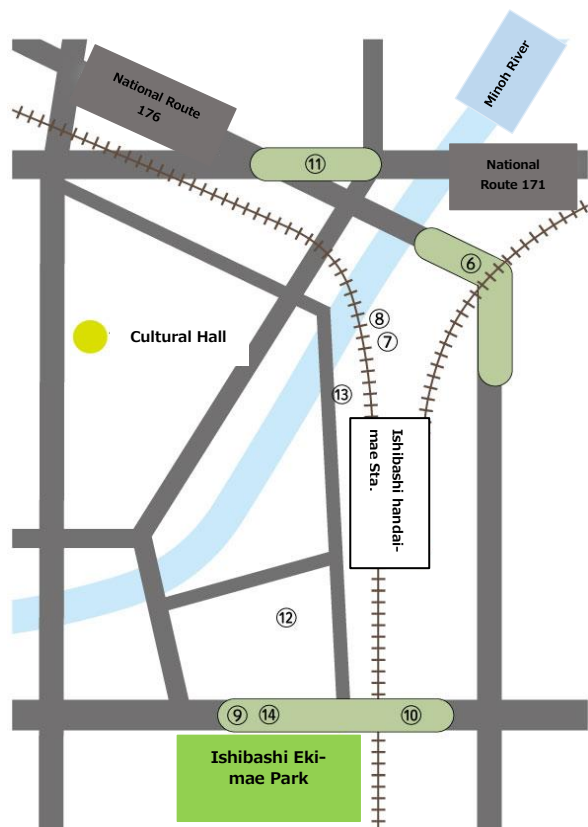 National Route
176
Minoh River
⑪
National
Route 171
⑥
⑧
Cultural Hall
⑦
⑬
Ishibashi handai-
mae Sta.
⑫
⑨
⑭
⑩
Ishibashi Eki-
mae Park